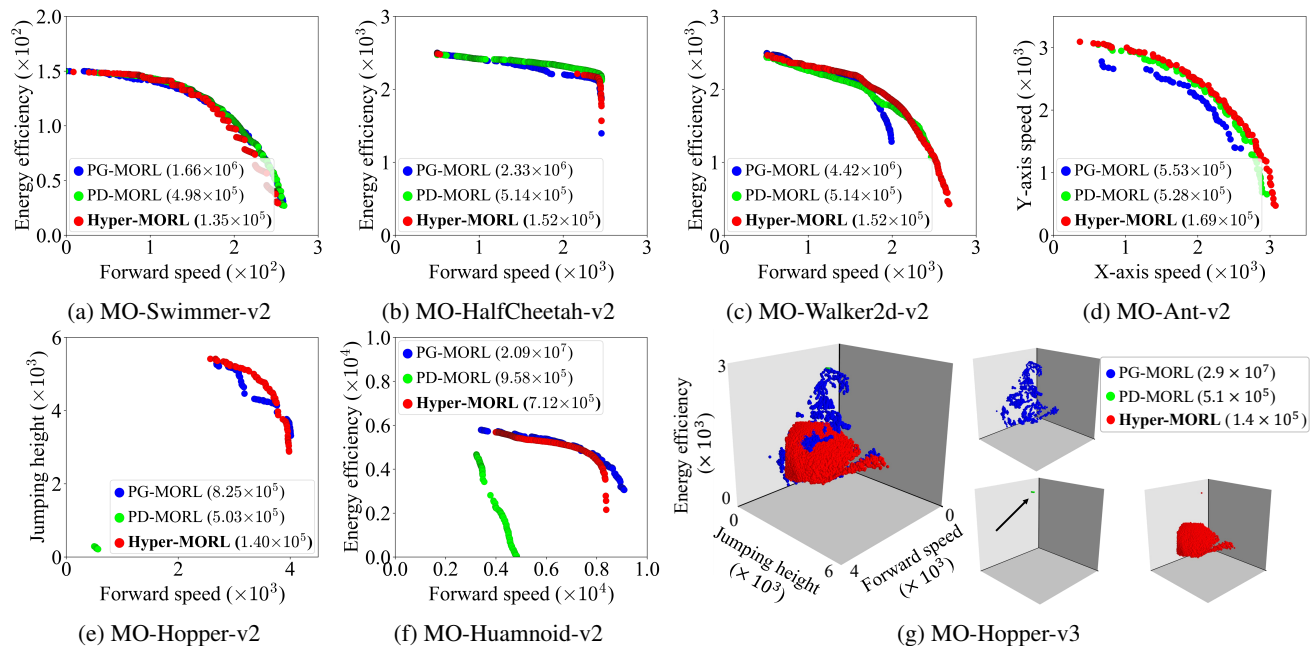 Energy efficiency (×10²)
2.0
1.5
1.0
0.5
0.0
PG-MORL (1.66×10⁶)
PD-MORL (4.98×10⁵)
Hyper-MORL (1.35×10⁵)
0 1 2 3
Forward speed (×10²)
(a) MO-Swimmer-v2
Energy efficiency (×10³)
3
2
1
0
PG-MORL (2.33×10⁶)
PD-MORL (5.14×10⁵)
Hyper-MORL (1.52×10⁵)
0 1 2 3
Forward speed (×10³)
(b) MO-HalfCheetah-v2
Energy efficiency (×10³)
3
2
1
0
PG-MORL (4.42×10⁶)
PD-MORL (5.14×10⁵)
Hyper-MORL (1.52×10⁵)
0 1 2 3
Forward speed (×10³)
(c) MO-Walker2d-v2
Y-axis speed (×10³)
3
2
1
0
PG-MORL (5.53×10⁵)
PD-MORL (5.28×10⁵)
Hyper-MORL (1.69×10⁵)
0 1 2 3
X-axis speed (×10³)
(d) MO-Ant-v2
Jumping height (×10³)
6
4
2
0
PG-MORL (8.25×10⁵)
PD-MORL (5.03×10⁵)
Hyper-MORL (1.40×10⁵)
0 2 4
Forward speed (×10³)
(e) MO-Hopper-v2
Energy efficiency (×10⁴)
1.0
0.8
0.6
0.4
0.2
0.0
PG-MORL (2.09×10⁷)
PD-MORL (9.58×10⁵)
Hyper-MORL (7.12×10⁵)
0.0 0.2 0.4 0.6 0.8 1.0
Forward speed (×10⁴)
(f) MO-Huamnoid-v2
Energy efficiency
(× 10³)
3
0
0
Jumping height
(× 10³)
6
4
Forward speed
(× 10³)
0
PG-MORL (2.9 × 10⁷)
PD-MORL (5.1 × 10⁵)
Hyper-MORL (1.4 × 10⁵)
(g) MO-Hopper-v3